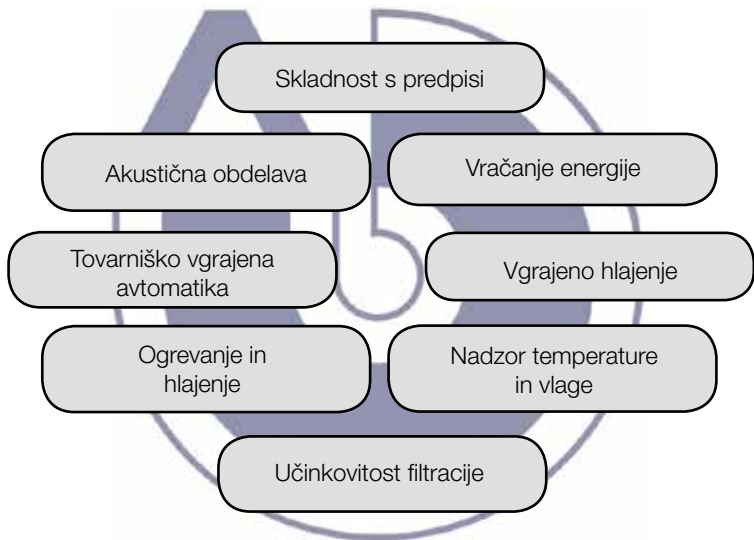 Skladnost s predpisi
Akustična obdelava
Vračanje energije
Tovarniško vgrajena
avtomatika
Vgrajeno hlajenje
Ogrevanje in
hlajenje
Nadzor temperature
in vlage
Učinkovitost filtracije